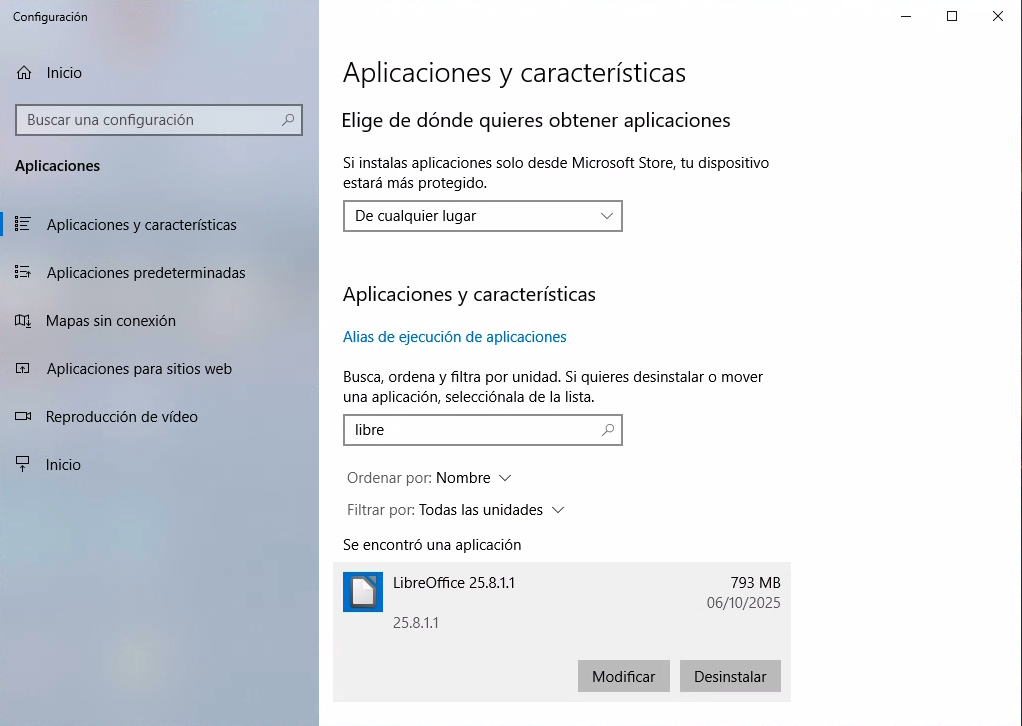 Configuración
Inicio
Buscar una configuración
Aplicaciones
Aplicaciones y características
Aplicaciones predeterminadas
Mapas sin conexión
Aplicaciones para sitios web
Reproducción de vídeo
Inicio
Aplicaciones y características
Elige de dónde quieres obtener aplicaciones
Si instalas aplicaciones solo desde Microsoft Store, tu dispositivo
estará más protegido.
De cualquier lugar
Aplicaciones y características
Alias de ejecución de aplicaciones
Busca, ordena y filtra por unidad. Si quieres desinstalar o mover
una aplicación, selecciónala de la lista.
libre
Ordenar por: Nombre
Filtrar por: Todas las unidades
Se encontró una aplicación
LibreOffice 25.8.1.1 793 MB
06/10/2025
25.8.1.1
Modificar Desinstalar